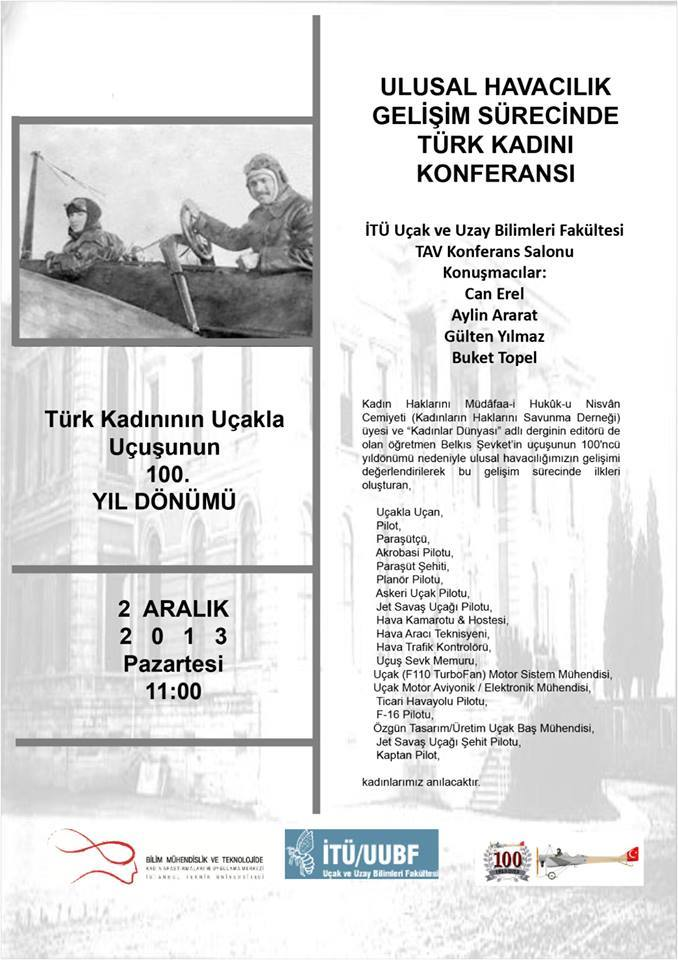 ULUSAL HAVACILIK
GELİŞİM SÜRECİNDE
TÜRK KADINI
KONFERANSI
İTÜ Uçak ve Uzay Bilimleri Fakültesi
TAV Konferans Salonu
Konuşmacılar:
Can Erel
Aylin Ararat
Gülten Yılmaz
Buket Topel
Türk Kadınının Uçakla
Uçuşunun
100.
YIL DÖNÜMÜ
2 ARALIK
2 0 1 3
Pazartesi
11:00
Kadın Haklarını Müdâfaa-i Hukûk-u Nisvân
Cemiyeti (Kadınların Haklarını Savunma Derneği)
üyesi ve “Kadınlar Dünyası” adlı derginin editörü de
olan öğretmen Belkıs Şevket'in uçuşunun 100'ncü
yıldönümü nedeniyle ulusal havacılığımızın gelişimi
değerlendirilerek bu gelişim sürecinde ilkleri
oluşturan,
Uçakla Uçan,
Pilot,
Paraşütçü,
Akrobasi Pilotu,
Paraşüt Şehiti,
Planör Pilotu,
Askeri Uçak Pilotu,
Jet Savaş Uçağı Pilotu,
Hava Kamarotu & Hostesi,
Hava Aracı Teknisyeni,
Hava Trafik Kontrolörü,
Uçuş Sevk Memuru,
Uçak (F110 TurboFan) Motor Sistem Mühendisi,
Uçak Motor Aviyonik / Elektronik Mühendisi,
Ticari Havayolu Pilotu,
F-16 Pilotu,
Özgün Tasarım/Üretim Uçak Baş Mühendisi,
Jet Savaş Uçağı Şehit Pilotu,
Kaptan Pilot,
kadınlarımız anılacaktır.
BİLİM MÜHENDİSLİK VE TEKNOLOJİDE
KADIN ARAŞTIRMALARI VE UYGULAMA MERKEZİ
İSTANBUL TEKNİK ÜNİVERSİTESİ
İTÜ/UUBF
Uçak ve Uzay Bilimleri Fakültesi
100